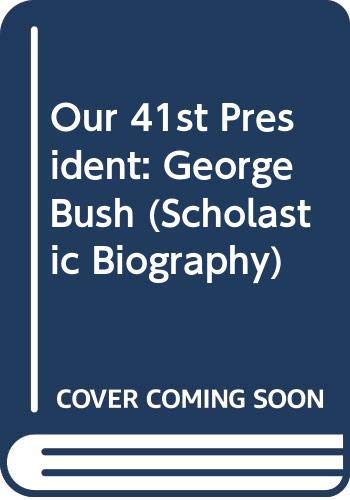 Our 41st Pres
ident: George
Bush (Scholast
ic Biography)
COVER COMING SOON